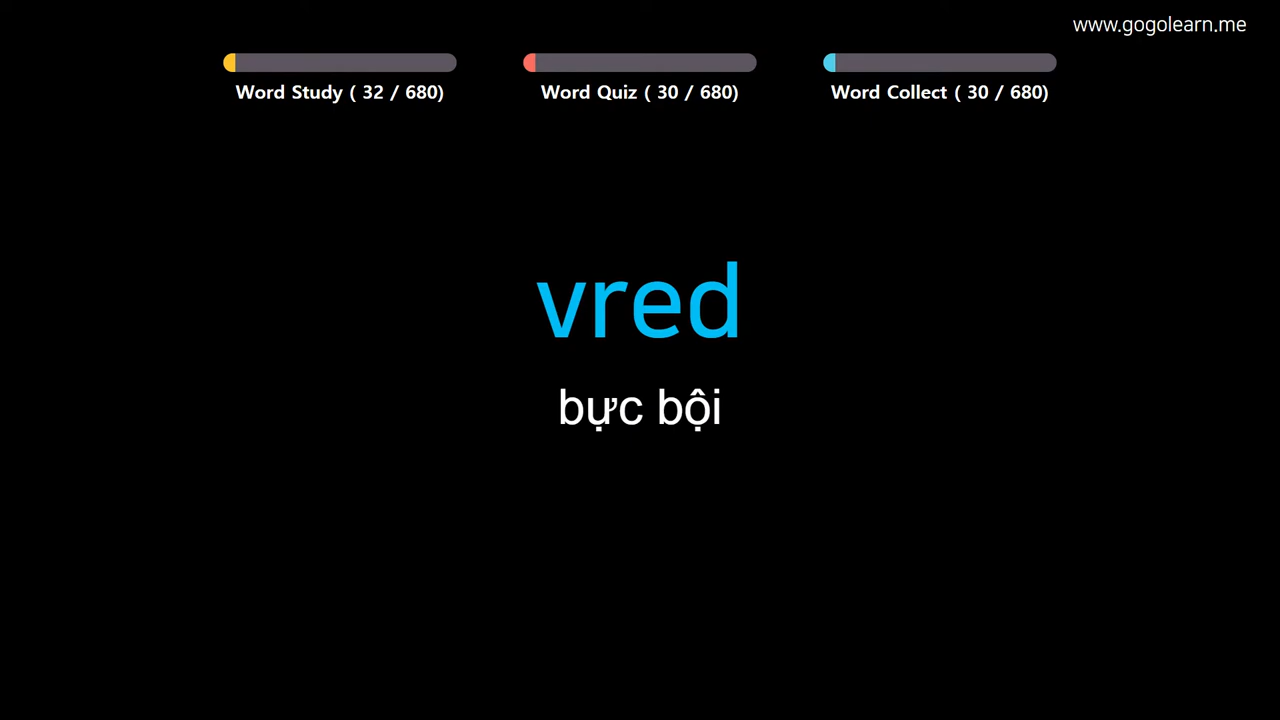 www.gogolearn.me
Word Study ( 32 / 680)
Word Quiz ( 30 / 680)
Word Collect ( 30 / 680)
vred
bực bội